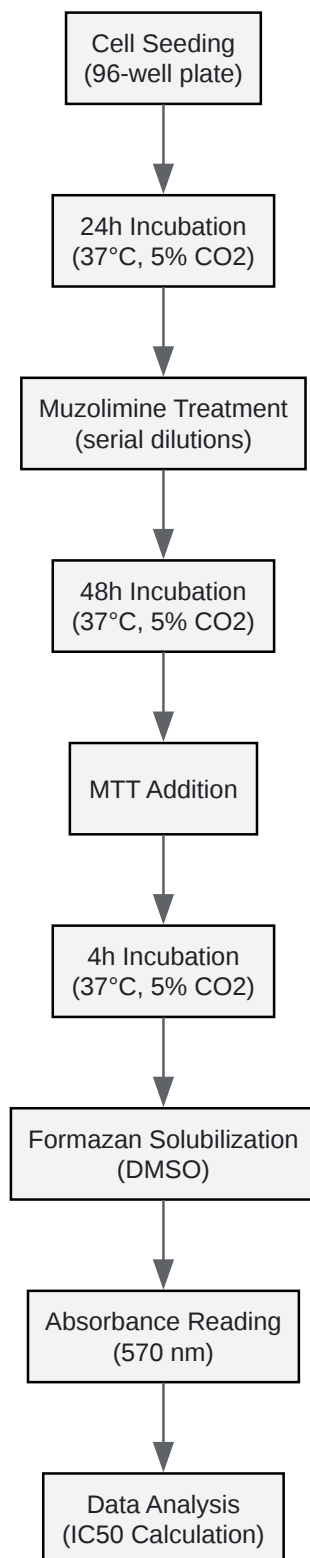 Cell Seeding
(96-well plate)
24h Incubation
(37°C, 5% CO2)
Muzolimine Treatment
(serial dilutions)
48h Incubation
(37°C, 5% CO2)
MTT Addition
4h Incubation
(37°C, 5% CO2)
Formazan Solubilization
(DMSO)
Absorbance Reading
(570 nm)
Data Analysis
(IC50 Calculation)